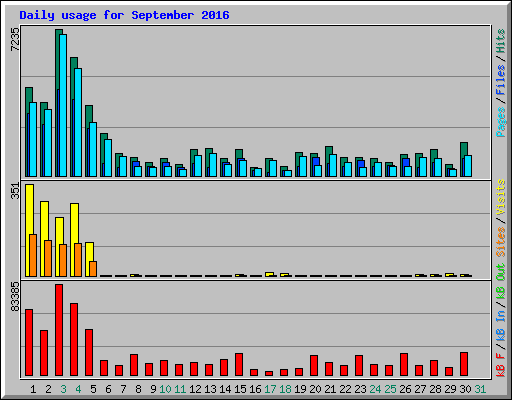 Daily usage for September 2016
7235
Pages / Files / Hits
351
Sites / Visits
83385
kB F / kB In / kB Out
1 2 3 4 5 6 7 8 9 10 11 12 13 14 15 16 17 18 19 20 21 22 23 24 25 26 27 28 29 30 31